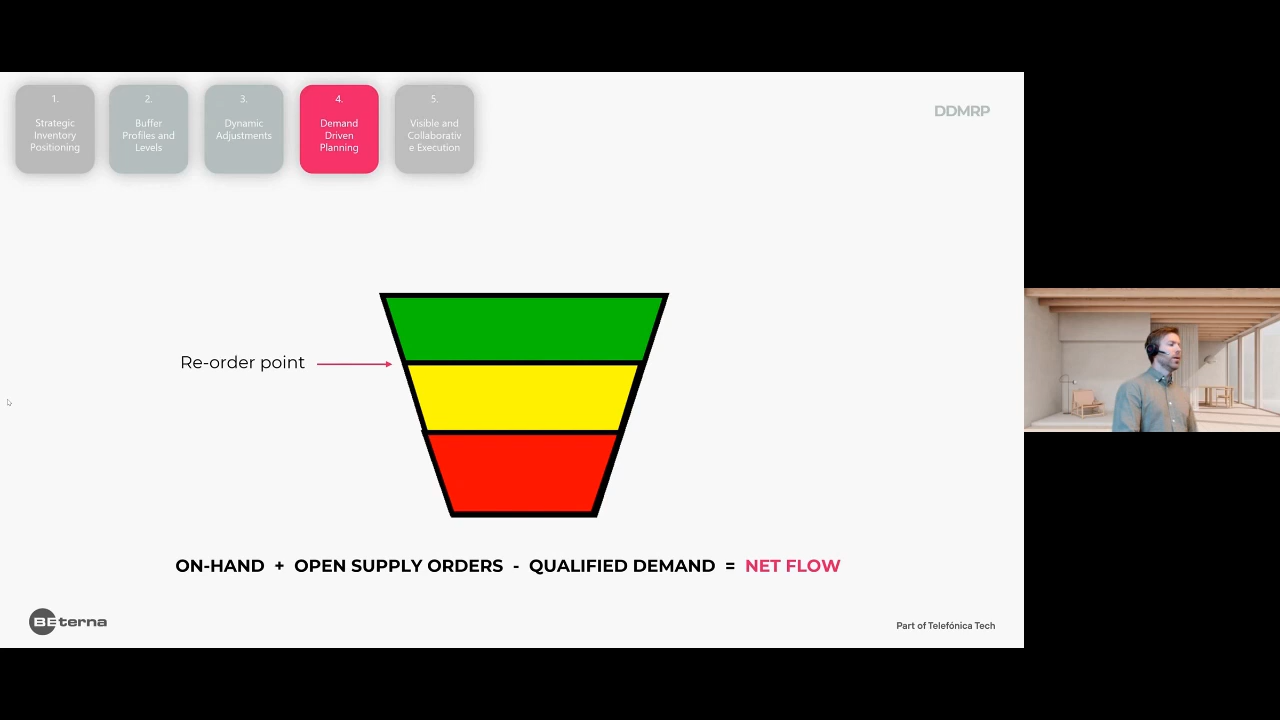 1.
Strategic
Inventory
Positioning
2.
Buffer
Profiles and
Levels
3.
Dynamic
Adjustments
4.
Demand
Driven
Planning
5.
Visible and
Collaborativ
e Execution
DDMRP
Re-order point
ON-HAND + OPEN SUPPLY ORDERS - QUALIFIED DEMAND = NET FLOW
BE terna
Part of Telefónica Tech